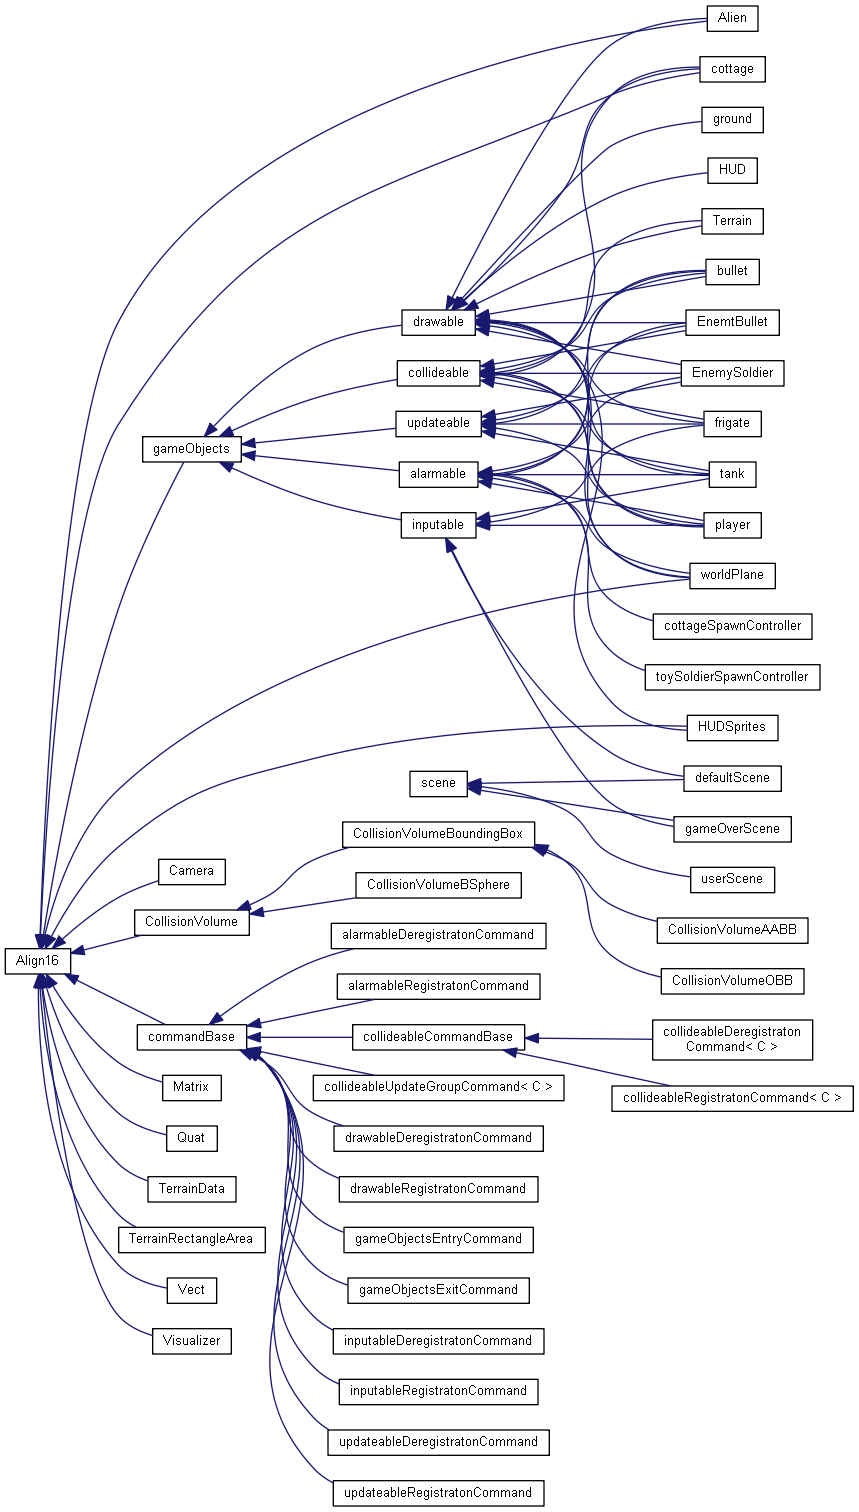 Alien
cottage
ground
HUD
Terrain
bullet
drawable
EnemtBullet
collideable
EnemySoldier
updateable
frigate
gameObjects
alarmable
tank
inputable
player
worldPlane
cottageSpawnController
toySoldierSpawnController
HUDSprites
scene
defaultScene
gameOverScene
CollisionVolumeBoundingBox
Camera
CollisionVolumeBSphere
userScene
CollisionVolume
CollisionVolumeAABB
alarmableDeregistratonCommand
Align16
CollisionVolumeOBB
alarmableRegistratonCommand
commandBase
collideableCommandBase
collideableDeregistraton
Command< C >
Matrix
collideableUpdateGroupCommand< C >
collideableRegistratonCommand< C >
Quat
drawableDeregistratonCommand
TerrainData
drawableRegistratonCommand
TerrainRectangleArea
gameObjectsEntryCommand
Vect
gameObjectsExitCommand
Visualizer
inputableDeregistratonCommand
inputableRegistratonCommand
updateableDeregistratonCommand
updateableRegistratonCommand